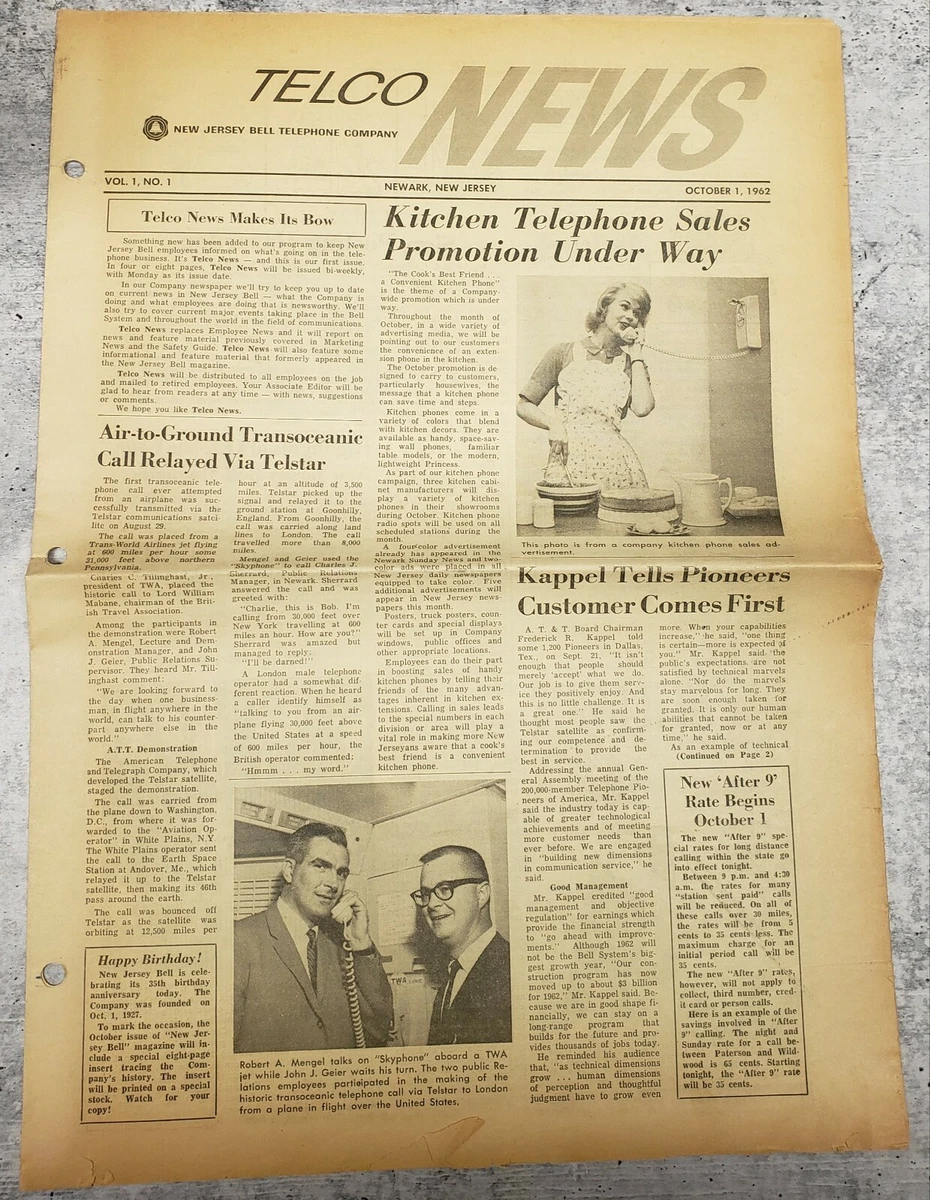 TELCO NEWS
NEW JERSEY BELL TELEPHONE COMPANY
VOL. 1, NO. 1
NEWARK, NEW JERSEY
OCTOBER 1, 1962
Telco News Makes Its Bow
Something new has been added to our program to keep New
Jersey Bell employees informed on what's going on in the tele-
phone business. It's Telco News — and this is our first issue.
In four or eight pages, Telco News will be issued bi-weekly,
with Monday as its issue date.
In our Company newspaper we'll try to keep you up to date
on current news in New Jersey Bell — what the Company is
doing and what employees are doing that is newsworthy. We'll
also try to cover current major events taking place in the Bell
System and throughout the world in the field of communications.
Telco News replaces Employee News and it will report on
news and feature material previously covered in Marketing
News and the Safety Guide. Telco News will also feature some
informational and feature material that formerly appeared in
the New Jersey Bell magazine.
Telco News will be distributed to all employees on the job
and mailed to retired employees. Your Associate Editor will be
glad to hear from readers at any time — with news, suggestions
or comments.
We hope you like Telco News.
Air-to-Ground Transoceanic
Call Relayed Via Telstar
The first transoceanic tele-
phone call ever attempted
from an airplane was suc-
cessfully transmitted via the
Telstar communications satel-
lite on August 29.
The call was placed from a
Trans-World Airlines jet flying
at 600 miles per hour some
31,000 feet above northern
Pennsylvania.
Charles C. Tillinghast, Jr.,
president of TWA, placed the
historic call to Lord William
Mabane, chairman of the Brit-
ish Travel Association.
Among the participants in
the demonstration were Robert
A. Mengel, Lecture and Dem-
onstration Manager, and John
J. Geier, Public Relations Su-
pervisor. They heard Mr. Till-
inghast comment:
"We are looking forward to
the day when one business-
man, in flight anywhere in the
world, can talk to his counter-
part anywhere else in the
world."
A.T.T. Demonstration
The American Telephone
and Telegraph Company, which
developed the Telstar satellite,
staged the demonstration.
The call was carried from
the plane down to Washington,
D.C., from where it was for-
warded to the "Aviation Op-
erator" in White Plains, N.Y.
The White Plains operator sent
the call to the Earth Space
Station at Andover, Me., which
relayed it up to the Telstar
satellite, then making its 46th
pass around the earth.
The call was bounced off
Telstar as the satellite was
orbiting at 12,500 miles per
hour at an altitude of 3,500
miles. Telstar picked up the
signal and relayed it to the
ground station at Goonhilly,
England. From Goonhilly, the
call was carried along land
lines to London. The call
travelled more than 8,000
miles.
Mengel and Geier used the
"Skyphone" to call Charles J.
Sherrard, Public Relations
Manager, in Newark. Sherrard
answered the call and was
greeted with:
"Charlie, this is Bob. I'm
calling from 30,000 feet over
New York travelling at 600
miles an hour. How are you?"
Sherrard was amazed but
managed to reply:
"I'll be darned!"
A London male telephone
operator had a somewhat dif-
ferent reaction. When he heard
a caller identify himself as
"talking to you from an air-
plane flying 30,000 feet above
the United States at a speed
of 600 miles per hour, the
British operator commented:
"Hmmm . . . my word."
Happy Birthday!
New Jersey Bell is cele-
brating its 35th birthday
anniversary today. The
Company was founded on
Oct. 1, 1927.
To mark the occasion, the
October issue of "New Jer-
sey Bell" magazine will in-
clude a special eight-page
insert tracing the Com-
pany's history. The insert
will be printed on a special
stock. Watch for your
copy!
TWA
Robert A. Mengel talks on "Skyphone" aboard a TWA
jet while John J. Geier waits his turn. The two public Re-
lations employees participated in the making of the
historic transoceanic telephone call via Telstar to London
from a plane in flight over the United States.
Kitchen Telephone Sales
Promotion Under Way
"The Cook's Best Friend . . .
a Convenient Kitchen Phone"
is the theme of a Company-
wide promotion which is under
way.
Throughout the month of
October, in a wide variety of
advertising media, we will be
pointing out to our customers
the convenience of an exten-
sion phone in the kitchen.
The October promotion is de-
signed to carry to customers,
particularly housewives, the
message that a kitchen phone
can save time and steps.
Kitchen phones come in a
variety of colors that blend
with kitchen decors. They are
available as handy, space-sav-
ing wall phones, familiar
table models, or the modern,
lightweight Princess.
As part of our kitchen phone
campaign, three kitchen cabi-
net manufacturers will dis-
play a variety of kitchen
phones in their showrooms
during October. Kitchen phone
radio spots will be used on all
scheduled stations during the
month.
A four-color advertisement
already has appeared in the
Newark Sunday News and two-
color ads were placed in all
New Jersey daily newspapers
equipped to take color. Five
additional advertisements will
appear in New Jersey news-
papers this month.
Posters, truck posters, coun-
ter cards and special displays
will be set up in Company
windows, public offices and
other appropriate locations.
Employees can do their part
in boosting sales of handy
kitchen phones by telling their
friends of the many advan-
tages inherent in kitchen ex-
tensions. Calling in sales leads
to the special numbers in each
division or area will play a
vital role in making more New
Jerseyans aware that a cook's
best friend is a convenient
kitchen phone.
This photo is from a company kitchen phone sales ad-
vertisement.
Kappel Tells Pioneers
Customer Comes First
A. T. & T. Board Chairman
Frederick R. Kappel told
some 1,200 Pioneers in Dallas,
Tex., on Sept. 21, "It isn't
enough that people should
merely 'accept' what we do.
Our job is to give them serv-
ice they positively enjoy. And
this is no little challenge. It is
a great one." He said he
thought most people saw the
Telstar satellite as confirm-
ing our competence and de-
termination to provide the
best in service.
Addressing the annual Gen-
eral Assembly meeting of the
200,000-member Telephone Pio-
neers of America, Mr. Kappel
said the industry today is cap-
able of greater technological
achievements and of meeting
more customer needs than
ever before. We are engaged
in "building new dimensions
in communication service," he
said.
Good Management
Mr. Kappel credited "good
management and objective
regulation" for earnings which
provide the financial strength
to "go ahead with improve-
ments." Although 1962 will
not be the Bell System's big-
gest growth year, "Our con-
struction program has now
moved up to about $3 billion
for 1962," Mr. Kappel said. Be-
cause we are in good shape fi-
nancially, we can stay on a
long-range program that
builds for the future and pro-
vides thousands of jobs today.
He reminded his audience
that, "as technical dimensions
grow . . . human dimensions
of perception and thoughtful
judgment have to grow even
more. When your capabilities
increase," he said, "one thing
is certain—more is expected of
you." Mr. Kappel said the
public's expectations are not
satisfied by technical marvels
alone. "Nor do the marvels
stay marvelous for long. They
are soon enough taken for
granted. It is only our human
abilities that cannot be taken
for granted, now or at any
time," he said.
As an example of technical
(Continued on Page 2)
New 'After 9'
Rate Begins
October 1
The new "After 9" spe-
cial rates for long distance
calling within the state go
into effect tonight.
Between 9 p.m. and 4:30
a.m. the rates for many
"station sent paid" calls
will be reduced. On all of
these calls over 30 miles,
the rates will be from 5
cents to 35 cents less. The
maximum charge for an
initial period call will be
35 cents.
The new "After 9" rates,
however, will not apply to
collect, third number, cred-
it card or person calls.
Here is an example of the
savings involved in "After
9" calling. The night and
Sunday rate for a call be-
tween Paterson and Wild-
wood is 65 cents. Starting
tonight, the "After 9" rate
will be 35 cents.